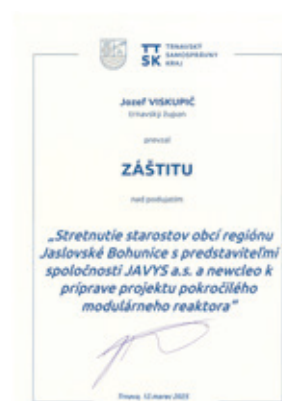 TT
SK
TRNAVSKÝ
SAMOSPRÁVNY
KRAJ
Jozef VISKUPIČ
trnavský župan
prevzal
ZÁŠTITU
nad podujatím
„Stretnutie starostov obcí regiónu
Jaslovské Bohunice s predstaviteľmi
spoločnosti JAVYS a.s. a newcleo k
príprave projektu pokročilého
modulárneho reaktora"
Trnava, 12.marec 2025